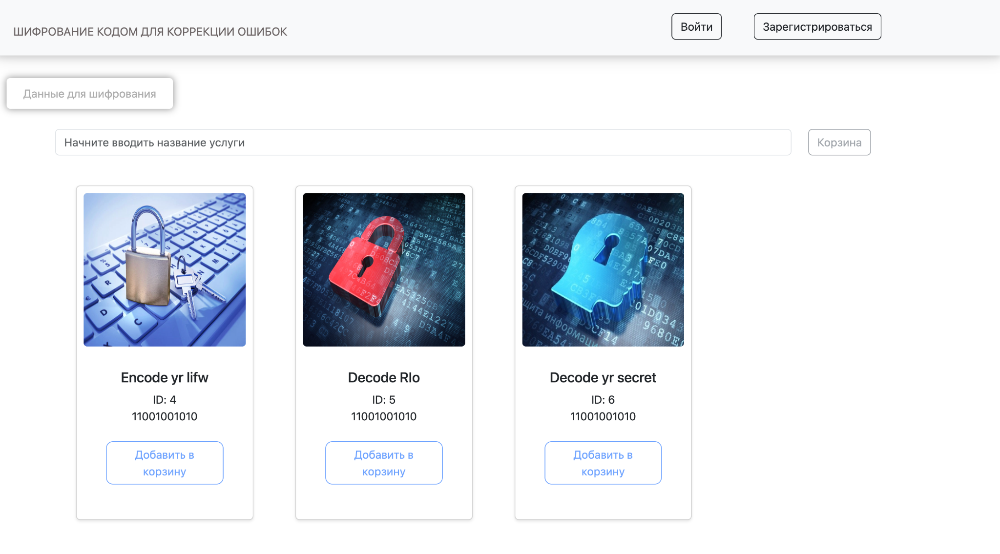 ШИФРОВАНИЕ КОДОМ ДЛЯ КОРРЕКЦИИ ОШИБОК
Войти
Зарегистрироваться
Данные для шифрования
Начните вводить название услуги
Корзина
Encode yr lifw
ID: 4
11001001010
Добавить в
корзину
Decode Rlo
ID: 5
11001001010
Добавить в
корзину
Decode yr secret
ID: 6
11001001010
Добавить в
корзину